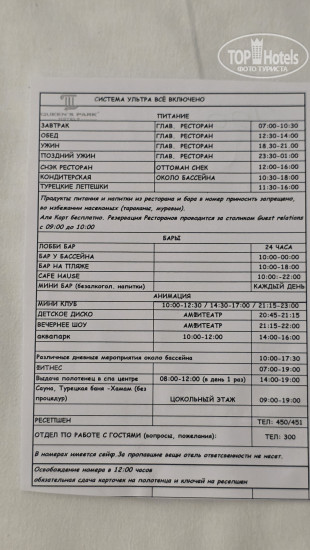 TOPHotels
ФОТО ТУРИСТА
СИСТЕМА УЛЬТРА ВСЁ ВКЛЮЧЕНО
QUEEN'S PARK
ПИТАНИЕ
ЗАВТРАК ГЛАВ. РЕСТОРАН 07:00-10:30
ОБЕД ГЛАВ. РЕСТОРАН 12:30-14:00
УЖИН ГЛАВ. РЕСТОРАН 18.30-21.00
ПОЗДНИЙ УЖИН ГЛАВ. РЕСТОРАН 23:30-01:00
СНЭК РЕСТОРАН ОТТОМАН СНЕК 12:00-16:00
КОНДИТЕРСКАЯ ОКОЛО БАССЕЙНА 10:30-18:00
ТУРЕЦКИЕ ЛЕПЕШКИ 11:30-16:00
Продукты питания и напитки из ресторана и бара в номер приносить запрещено,
во избежании насекомых (тараканы, муравьи).
Аля Карт бесплатно. Резервация Ресторанов проводится за столиком Guest relations
с 09:00 до 10:00
БАРЫ
ЛОББИ БАР 24 ЧАСА
БАР У БАССЕЙНА 10:00-00:00
БАР НА ПЛЯЖЕ 10:00-18:00
CAFE HAUSE 10:00:-22:00
МИНИ БАР (безалкогол. напитки) КАЖДЫЙ ДЕНЬ
АНИМАЦИЯ
МИНИ КЛУБ 10:00-12:30 / 14:30-17:00 / 21:15-23:00
ДЕТСКОЕ ДИСКО АМФИТЕАТР 20:45-21:15
ВЕЧЕРНЕЕ ШОУ АМФИТЕАТР 21:15-22:00
аквапарк 10:00-12:00 14:00-16:00
Различные дневные мероприятия около бассейна 10:00-17:30
ФИТНЕС 07:00-19:00
Выдача полотенец в спа центре 08:00-12:00 (в день 1 раз) 14:00-19:00
Сауна, Турецкая баня -Хамам (без
процедур) ЦОКОЛЬНЫЙ ЭТАЖ 09:00-19:00
РЕСЕПШЕН ТЕЛ: 450/451
ОТДЕЛ ПО РАБОТЕ С ГОСТЯМИ (вопросы, пожелания): ТЕЛ: 300
В номерах имеется сейф.За пропавшие вещи отель ответственности не несет.
Освобождение номера в 12:00 часов
обязательная сдача карточек на полотенца и ключей на ресепшен